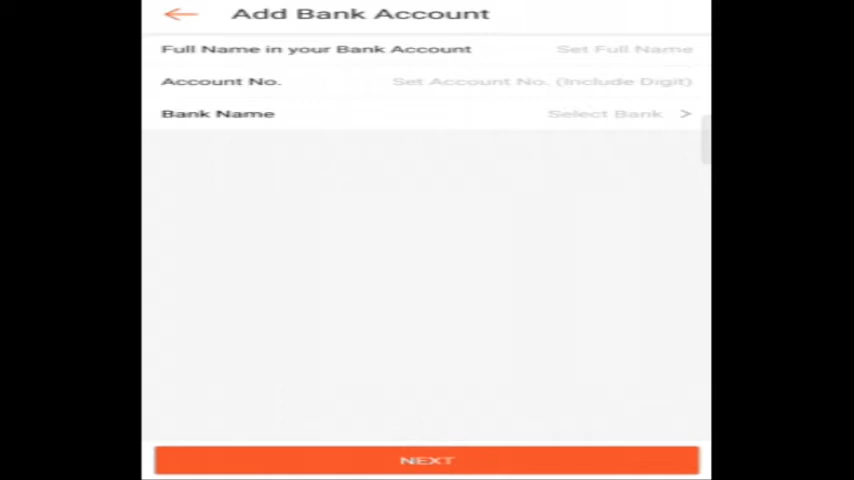 Add Bank Account
Full Name in your Bank Account Set Full Name
Account No. Set Account No. (Include Digit)
Bank Name Select Bank >
NEXT